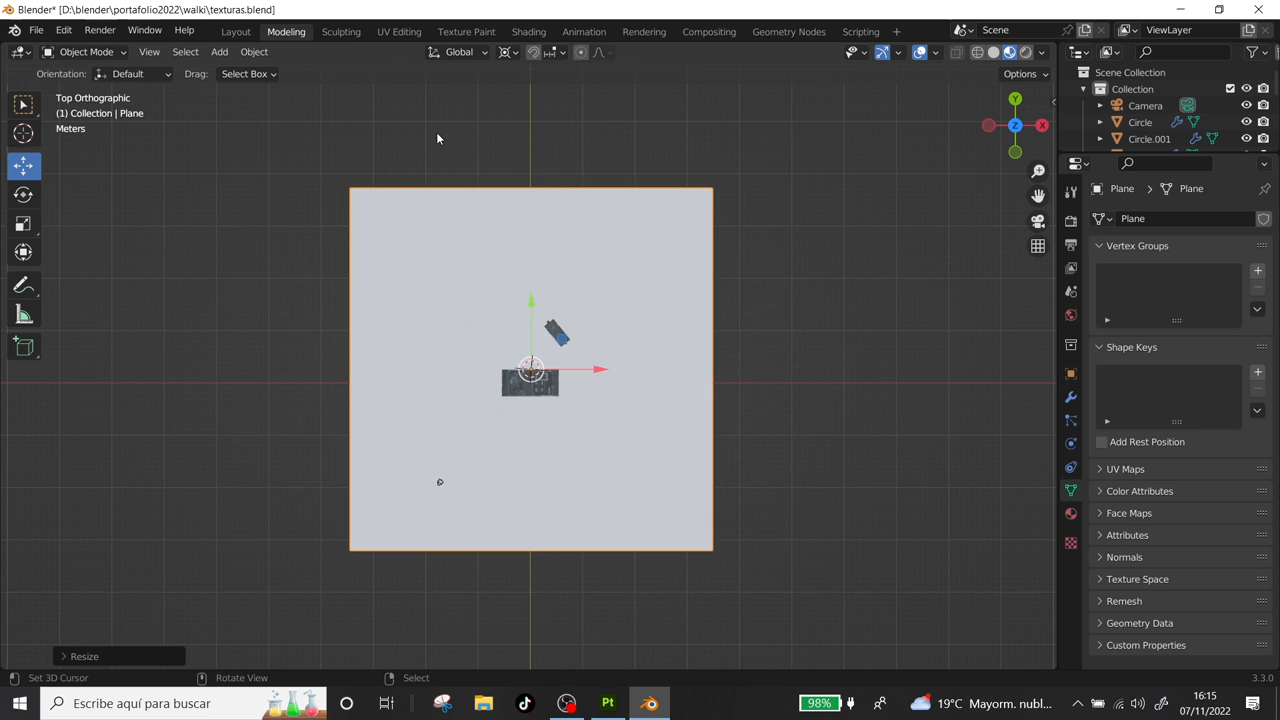 Blender* [D:\blender\portafolio2022\walki\texturas.blend]
File Edit Render Window Help Layout Modeling Sculpting UV Editing Texture Paint Shading Animation Rendering Compositing Geometry Nodes Scripting Scene ViewLayer
Object Mode View Select Add Object Global
Orientation: Default Drag: Select Box Options
Top Orthographic
(1) Collection | Plane
Meters
Y
Z
X
Scene Collection
Collection
Camera
Circle
Circle.001
Plane > Plane
Plane
Vertex Groups
Shape Keys
Add Rest Position
UV Maps
Color Attributes
Face Maps
Attributes
Normals
Texture Space
Remesh
Geometry Data
Custom Properties
Resize
Set 3D Cursor Rotate View Select 3.3.0
Escribe aquí para buscar Pt 98% 19°C Mayorm. nubl... 16:15
07/11/2022